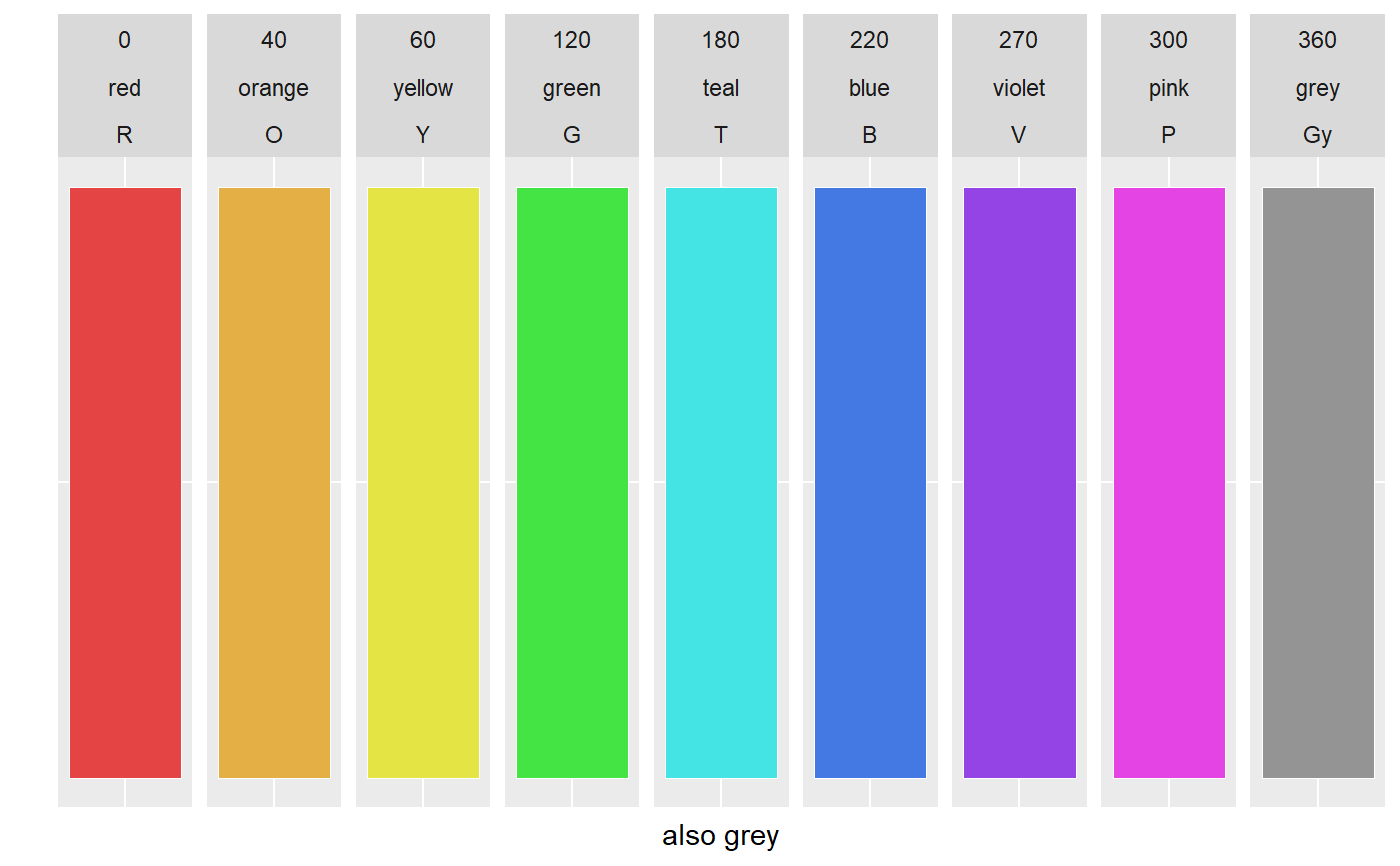 0 40 60 120 180 220 270 300 360
red orange yellow green teal blue violet pink grey
R O Y G T B V P Gy
also grey